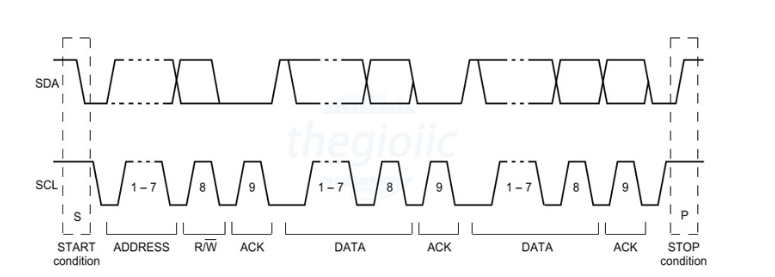 SDA
thegioiic
SCL
1 – 7 8 9 1 – 7 8 9 1 – 7 8 9
S P
START condition
ADDRESS
R/W̅
ACK
DATA
ACK
DATA
ACK
STOP condition